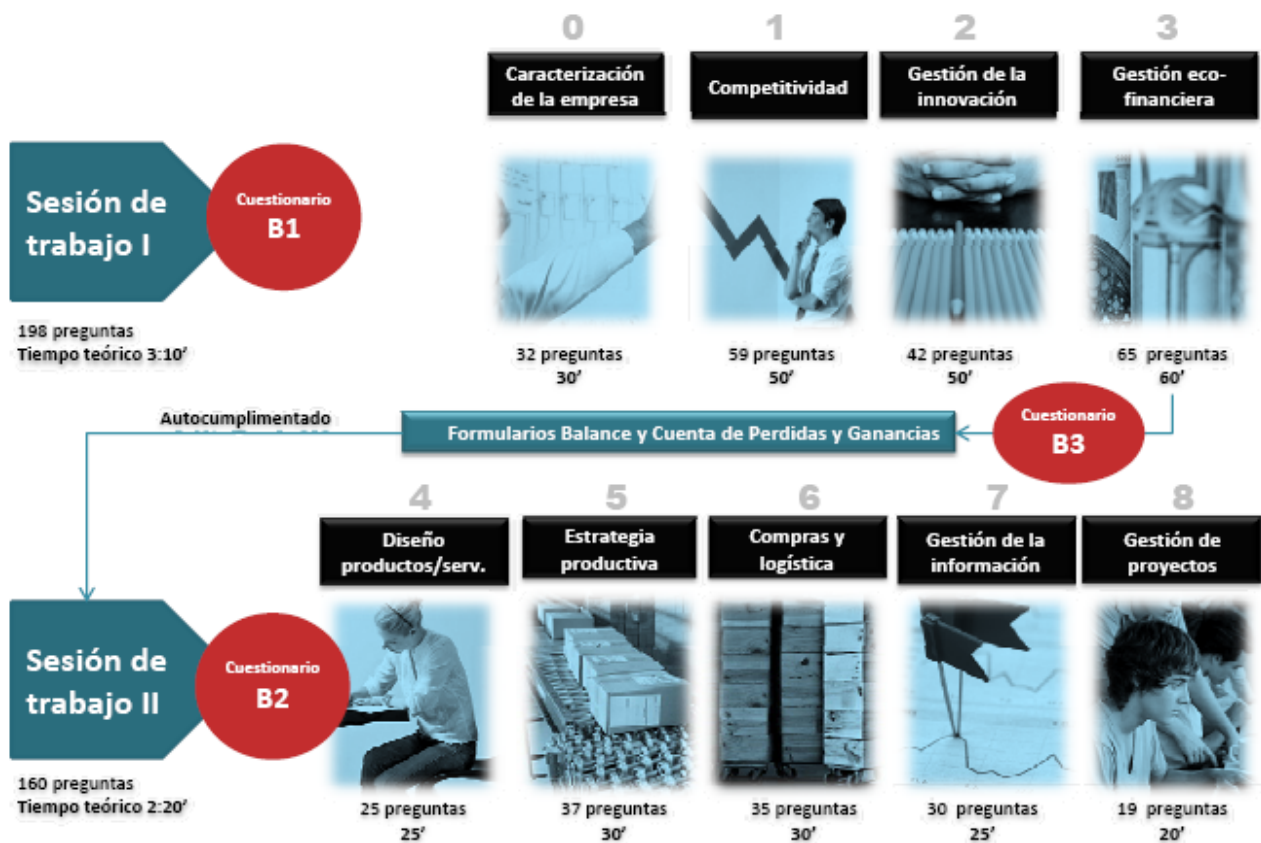 0
1
2
3
Caracterización
de la empresa
Competitividad
Gestión de la
innovación
Gestión eco-
financiera
Sesión de
trabajo I
Cuestionario
B1
198 preguntas
Tiempo teórico 3:10’
32 preguntas
30’
59 preguntas
50’
42 preguntas
50’
65 preguntas
60’
Autocumplimentado
Formularios Balance y Cuenta de Perdidas y Ganancias
Cuestionario
B3
4
5
6
7
8
Diseño
productos/serv.
Estrategia
productiva
Compras y
logística
Gestión de la
información
Gestión de
proyectos
Sesión de
trabajo II
Cuestionario
B2
160 preguntas
Tiempo teórico 2:20’
25 preguntas
25’
37 preguntas
30’
35 preguntas
30’
30 preguntas
25’
19 preguntas
20’